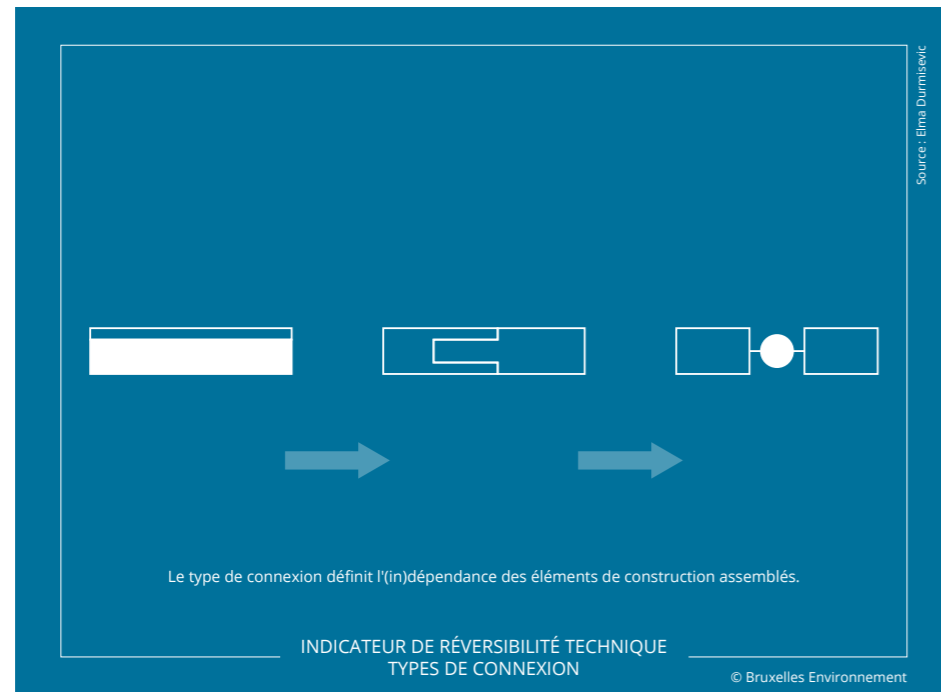 Source : Elma Durmisevic
Le type de connexion définit l'(in)dépendance des éléments de construction assemblés.
INDICATEUR DE RÉVERSIBILITÉ TECHNIQUE
TYPES DE CONNEXION
© Bruxelles Environnement